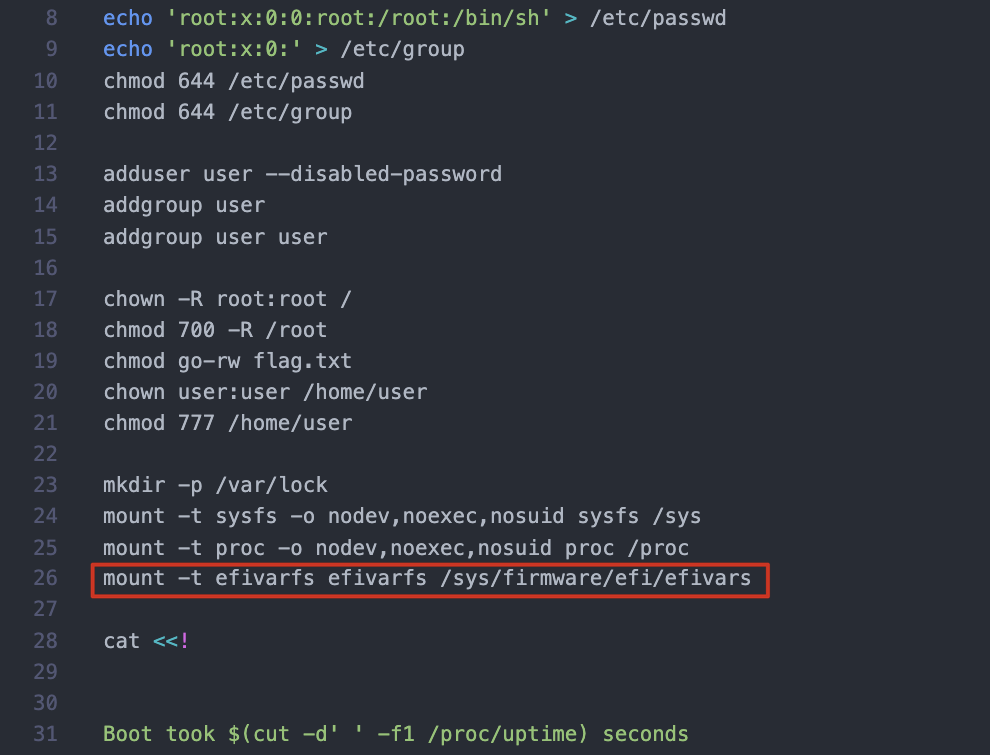 8 echo 'root:x:0:0:root:/root:/bin/sh' > /etc/passwd
9 echo 'root:x:0:' > /etc/group
10 chmod 644 /etc/passwd
11 chmod 644 /etc/group
12
13 adduser user --disabled-password
14 addgroup user
15 addgroup user user
16
17 chown -R root:root /
18 chmod 700 -R /root
19 chmod go-rw flag.txt
20 chown user:user /home/user
21 chmod 777 /home/user
22
23 mkdir -p /var/lock
24 mount -t sysfs -o nodev,noexec,nosuid sysfs /sys
25 mount -t proc -o nodev,noexec,nosuid proc /proc
26 mount -t efivarfs efivarfs /sys/firmware/efi/efivars
27
28 cat <<!
29
30
31 Boot took $(cut -d' ' -f1 /proc/uptime) seconds